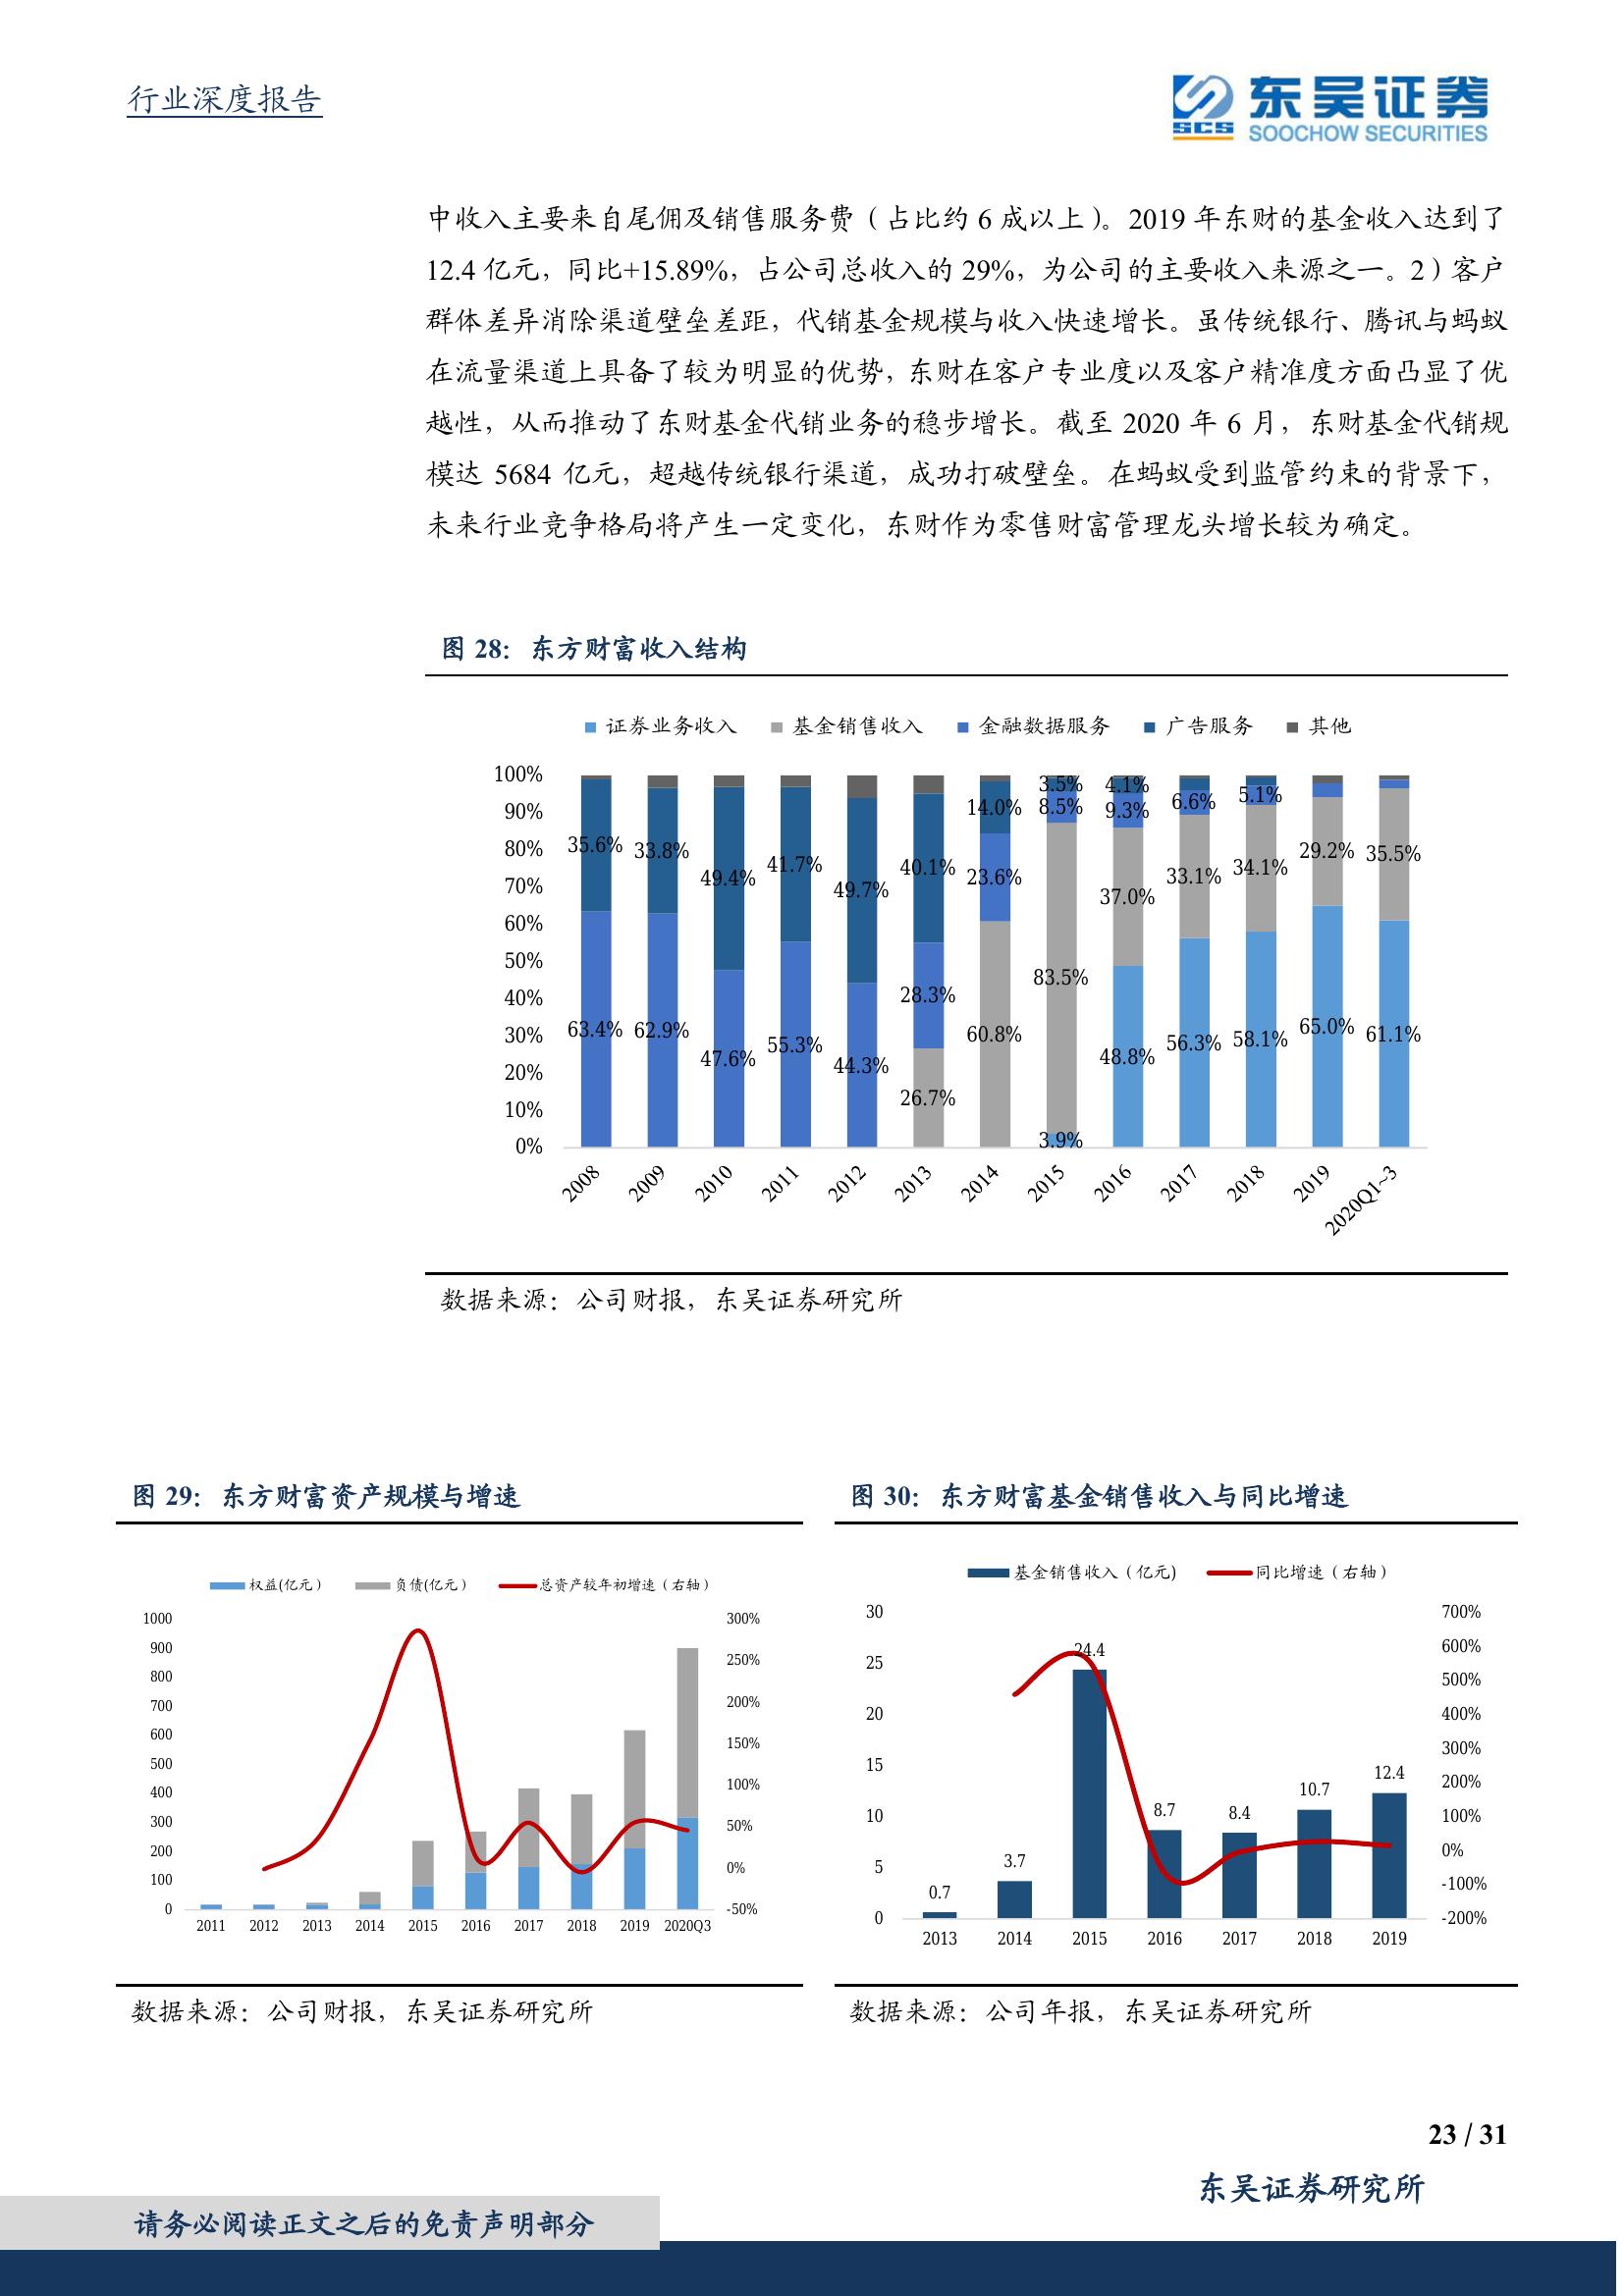 行业深度报告
SCS
东吴证券
SOOCHOW SECURITIES
中收入主要来自尾佣及销售服务费（占比约 6 成以上）。2019 年东财的基金收入达到了
12.4 亿元，同比+15.89%，占公司总收入的 29%，为公司的主要收入来源之一。2）客户
群体差异消除渠道壁垒差距，代销基金规模与收入快速增长。虽传统银行、腾讯与蚂蚁
在流量渠道上具备了较为明显的优势，东财在客户专业度以及客户精准度方面凸显了优
越性，从而推动了东财基金代销业务的稳步增长。截至 2020 年 6 月，东财基金代销规
模达 5684 亿元，超越传统银行渠道，成功打破壁垒。在蚂蚁受到监管约束的背景下，
未来行业竞争格局将产生一定变化，东财作为零售财富管理龙头增长较为确定。
图 28：东方财富收入结构
证券业务收入 基金销售收入 金融数据服务 广告服务 其他
100%
90%
80%
70%
60%
50%
40%
30%
20%
10%
0%
35.6% 33.8% 49.4% 41.7% 49.7% 40.1% 14.0% 3.5% 4.1%
63.4% 62.9% 47.6% 55.3% 44.3% 28.3% 23.6% 8.5% 9.3% 6.6% 5.1%
26.7% 60.8% 83.5% 37.0% 33.1% 34.1% 29.2% 35.5%
3.9% 48.8% 56.3% 58.1% 65.0% 61.1%
2008 2009 2010 2011 2012 2013 2014 2015 2016 2017 2018 2019 2020Q1~3
数据来源：公司财报，东吴证券研究所
图 29：东方财富资产规模与增速
权益(亿元) 负债(亿元) 总资产较年初增速（右轴）
1000
900
800
700
600
500
400
300
200
100
0
300%
250%
200%
150%
100%
50%
0%
-50%
2011 2012 2013 2014 2015 2016 2017 2018 2019 2020Q3
数据来源：公司财报，东吴证券研究所
图 30：东方财富基金销售收入与同比增速
基金销售收入（亿元) 同比增速（右轴）
30
25
20
15
10
5
0
0.7 3.7 24.4 8.7 8.4 10.7 12.4
700%
600%
500%
400%
300%
200%
100%
0%
-100%
-200%
2013 2014 2015 2016 2017 2018 2019
数据来源：公司年报，东吴证券研究所
23 / 31
东吴证券研究所
请务必阅读正文之后的免责声明部分